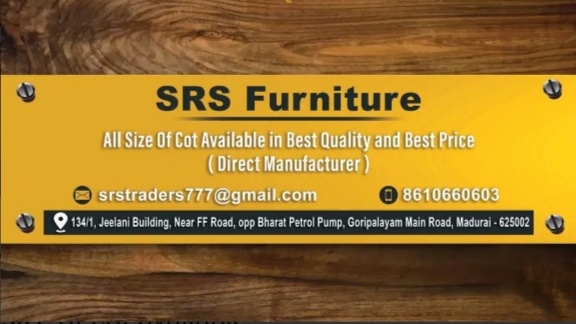 SRS Furniture
All Size Of Cot Available in Best Quality and Best Price
( Direct Manufacturer )
srstraders777@gmail.com 8610660603
134/1, Jeelani Building, Near FF Road, opp Bharat Petrol Pump, Goripalayam Main Road, Madurai - 625002